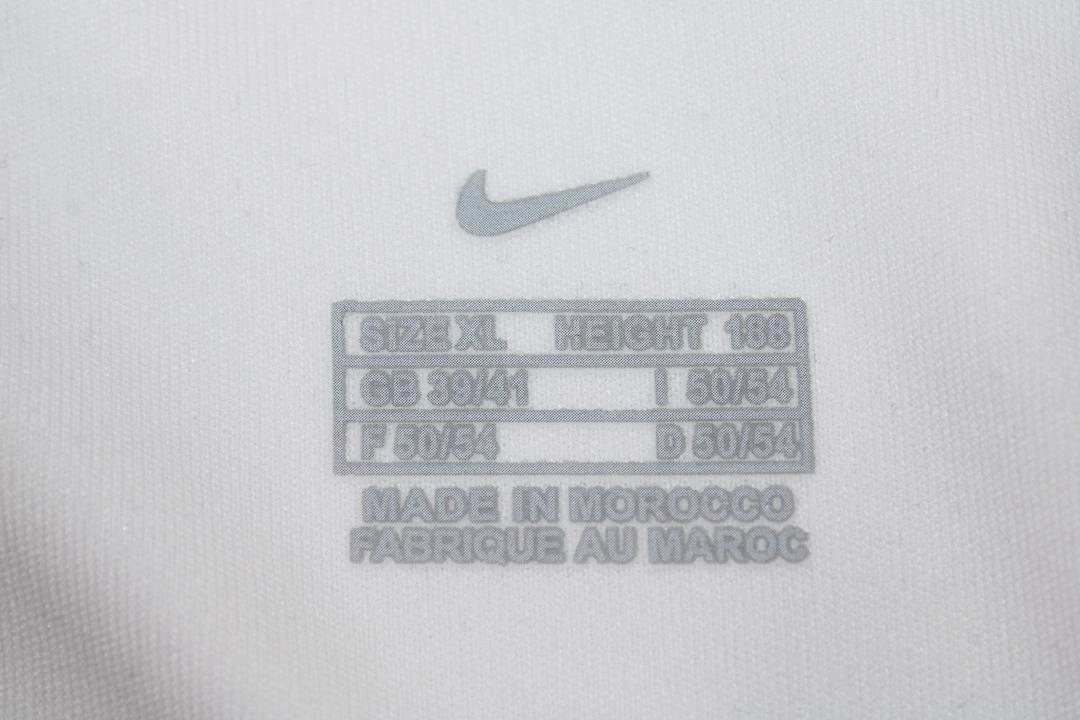 SIZE XL HEIGHT 188
GB 39/41 I 50/54
F 50/54 D 50/54
MADE IN MOROCCO
FABRIQUE AU MAROC